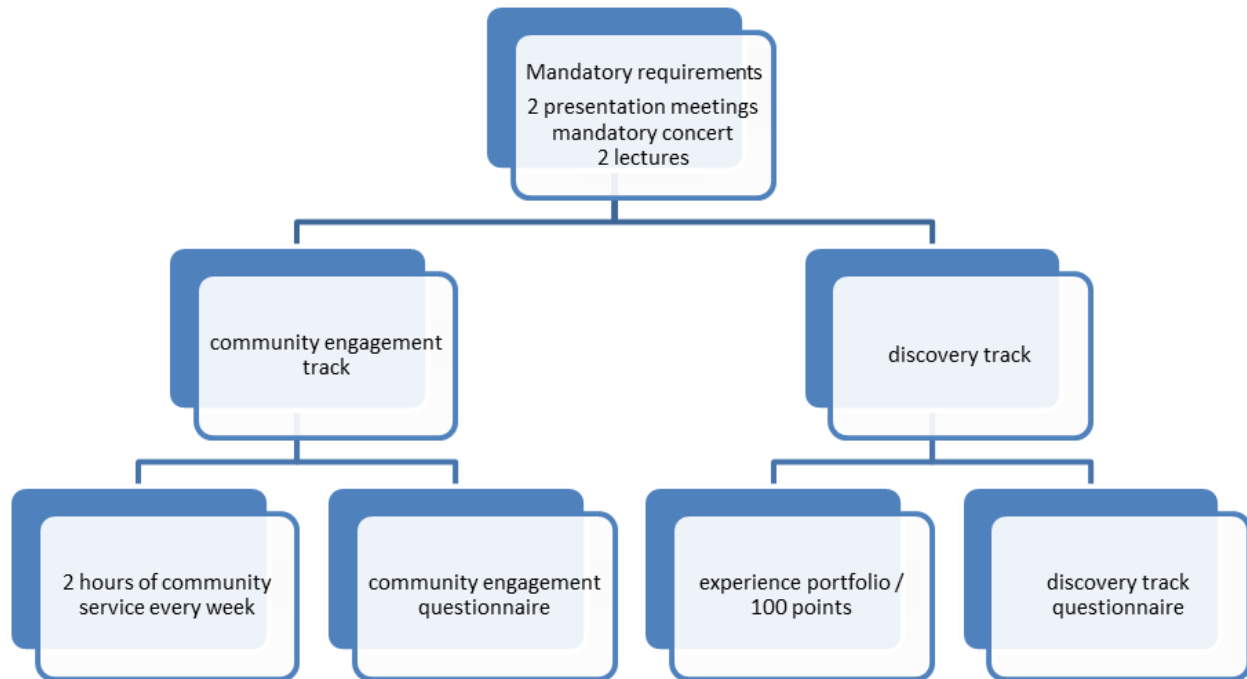 Mandatory requirements
2 presentation meetings
mandatory concert
2 lectures
community engagement
track
discovery track
2 hours of community
service every week
community engagement
questionnaire
experience portfolio /
100 points
discovery track
questionnaire